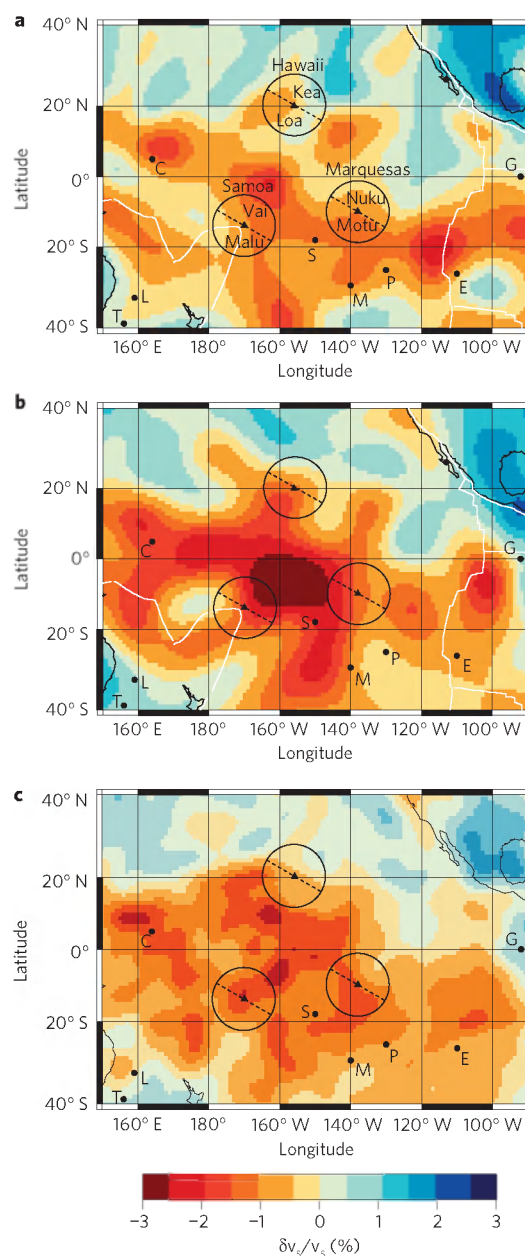 a
40° N
20° N
0°
20° S
40° S
Latitude
Hawaii
Kea
Loa
Marquesas
Nuku
Motu
Samoa
Vai
Malu
C
G
S
P
M
E
L
T
160° E
180°
160° W
140° W
120° W
100° W
Longitude
b
40° N
20° N
0°
20° S
40° S
Latitude
C
G
S
P
M
E
L
T
160° E
180°
160° W
140° W
120° W
100° W
Longitude
c
40° N
20° N
0°
20° S
40° S
Latitude
C
G
S
P
M
E
L
T
160° E
180°
160° W
140° W
120° W
100° W
Longitude
−3 −2 −1 0 1 2 3
δvs/vs (%)